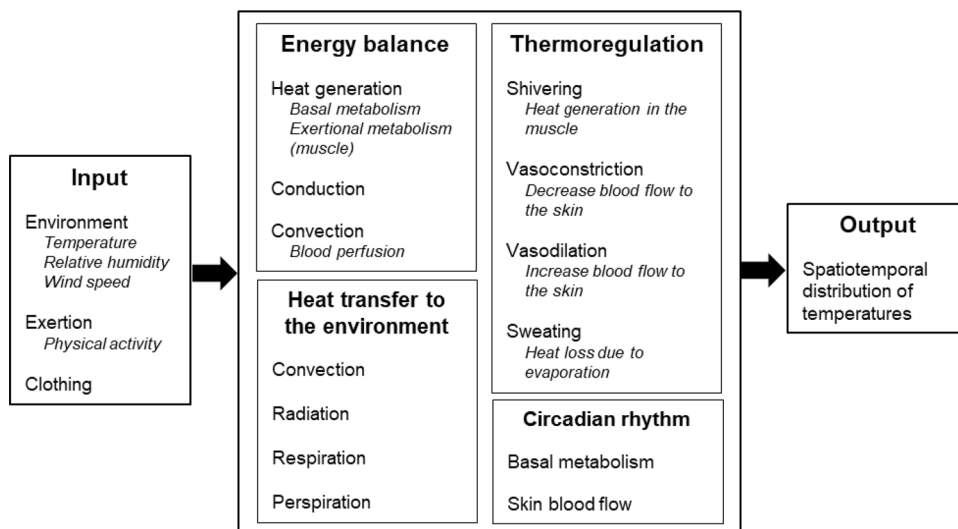 Input
Environment
Temperature
Relative humidity
Wind speed
Exertion
Physical activity
Clothing
Energy balance
Heat generation
Basal metabolism
Exertional metabolism
(muscle)
Conduction
Convection
Blood perfusion
Heat transfer to
the environment
Convection
Radiation
Respiration
Perspiration
Thermoregulation
Shivering
Heat generation in the
muscle
Vasoconstriction
Decrease blood flow to
the skin
Vasodilation
Increase blood flow to
the skin
Sweating
Heat loss due to
evaporation
Circadian rhythm
Basal metabolism
Skin blood flow
Output
Spatiotemporal
distribution of
temperatures